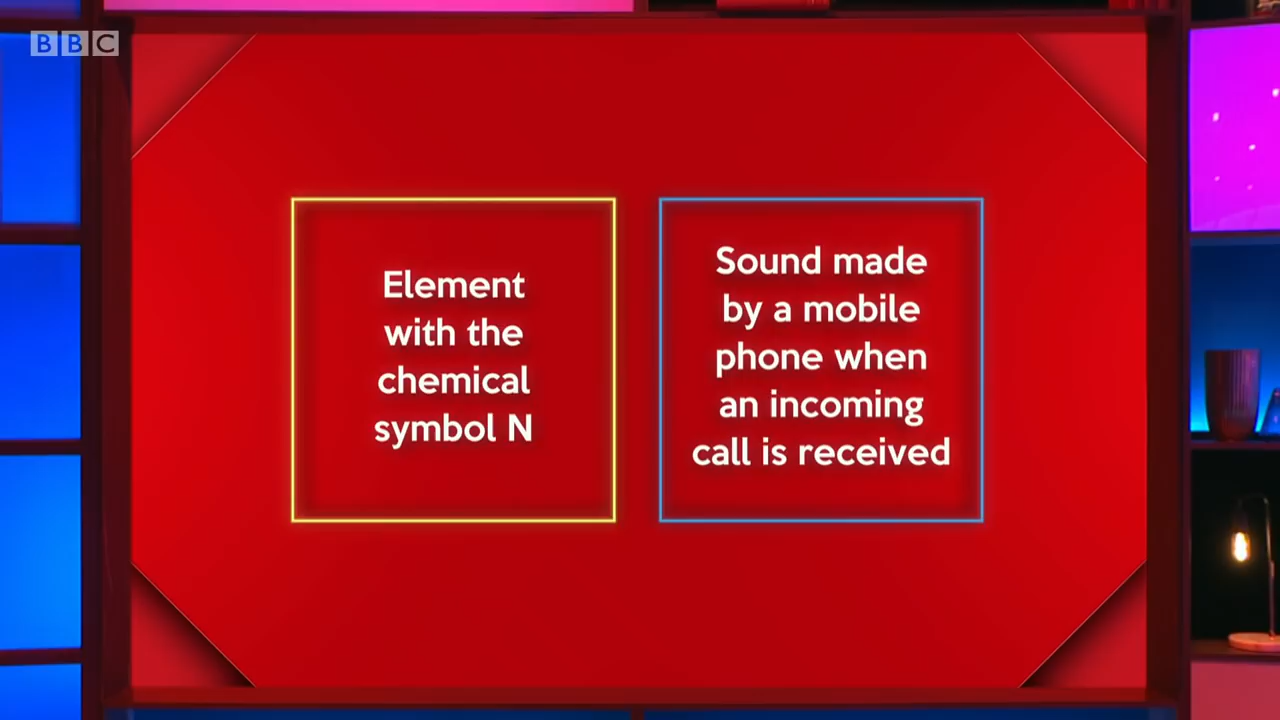 BBC
Element
with the
chemical
symbol N
Sound made
by a mobile
phone when
an incoming
call is received